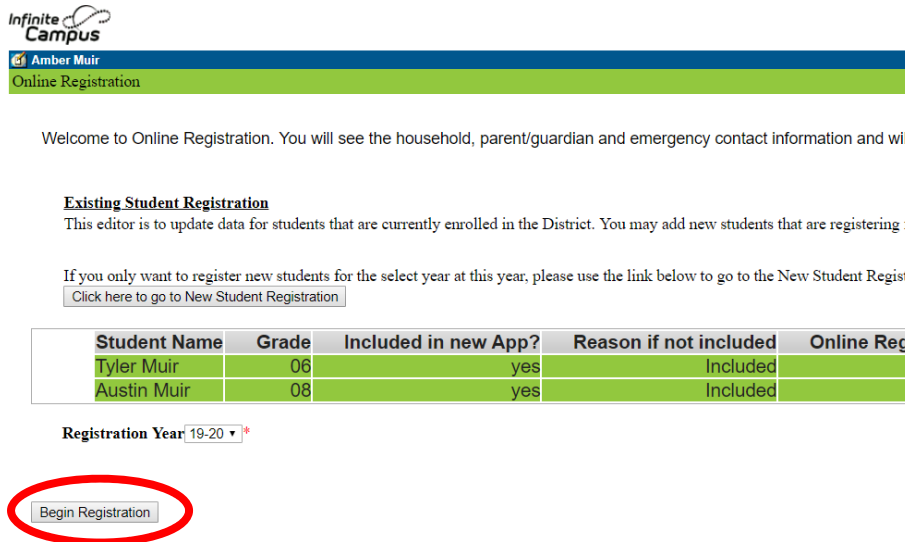 Infinite
Campus
Amber Muir
Online Registration
Welcome to Online Registration. You will see the household, parent/guardian and emergency contact information and wil
Existing Student Registration
This editor is to update data for students that are currently enrolled in the District. You may add new students that are registering
If you only want to register new students for the select year at this year, please use the link below to go to the New Student Regist
Click here to go to New Student Registration
Student Name Grade Included in new App? Reason if not included Online Reg
Tyler Muir 06 yes Included
Austin Muir 08 yes Included
Registration Year 19-20 ▾ *
Begin Registration